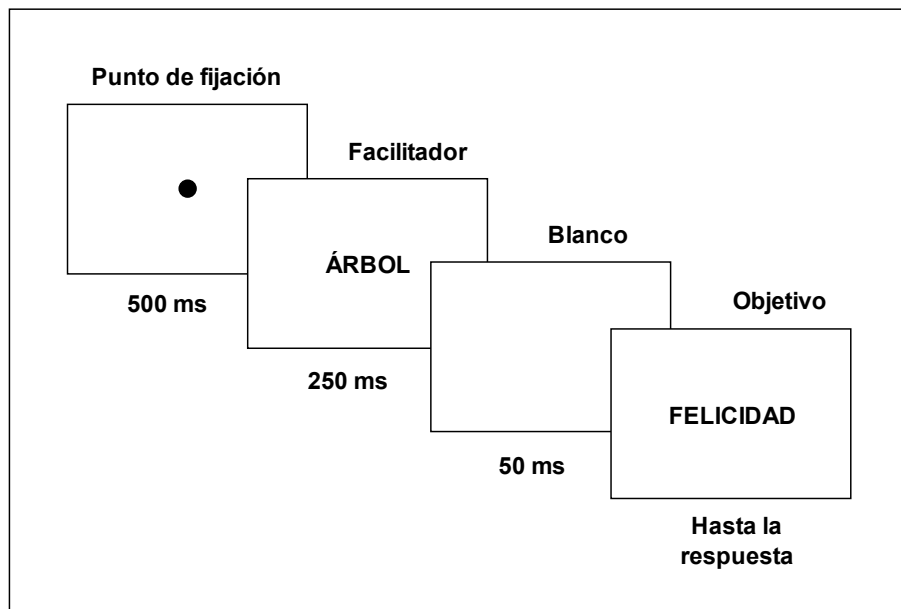 Punto de fijación
Facilitador
ÁRBOL
Blanco
500 ms
Objetivo
250 ms
FELICIDAD
50 ms
Hasta la
respuesta